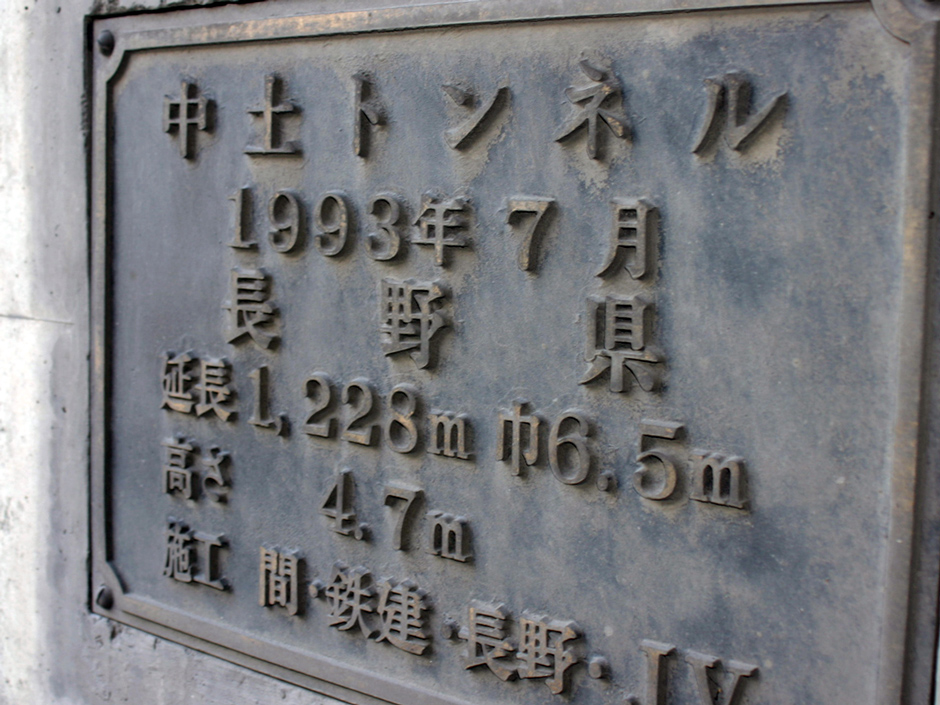 中土トンネル
1993年7月
長野県
延長1,228m 巾6.5m
高さ 4.7m
施工 間・鉄建・長野・JV